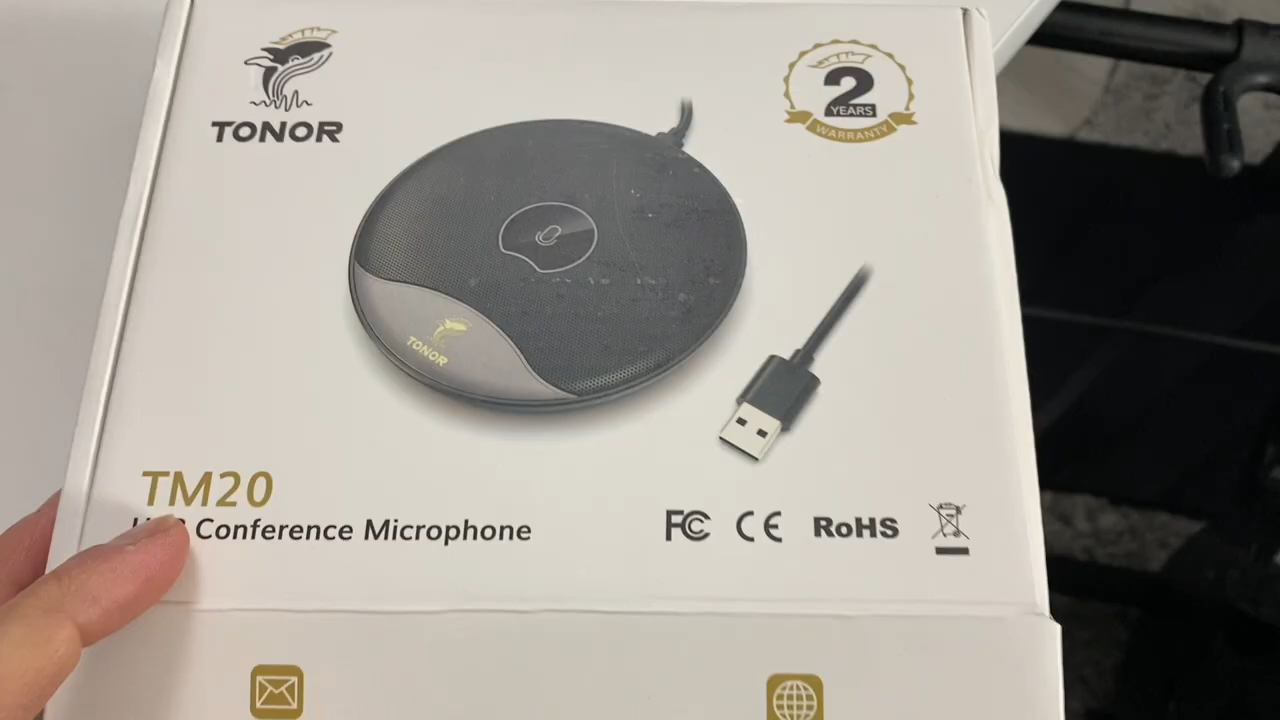 TONOR
2
YEARS
WARRANTY
TONOR
TM20
Conference Microphone
FC CE RoHS